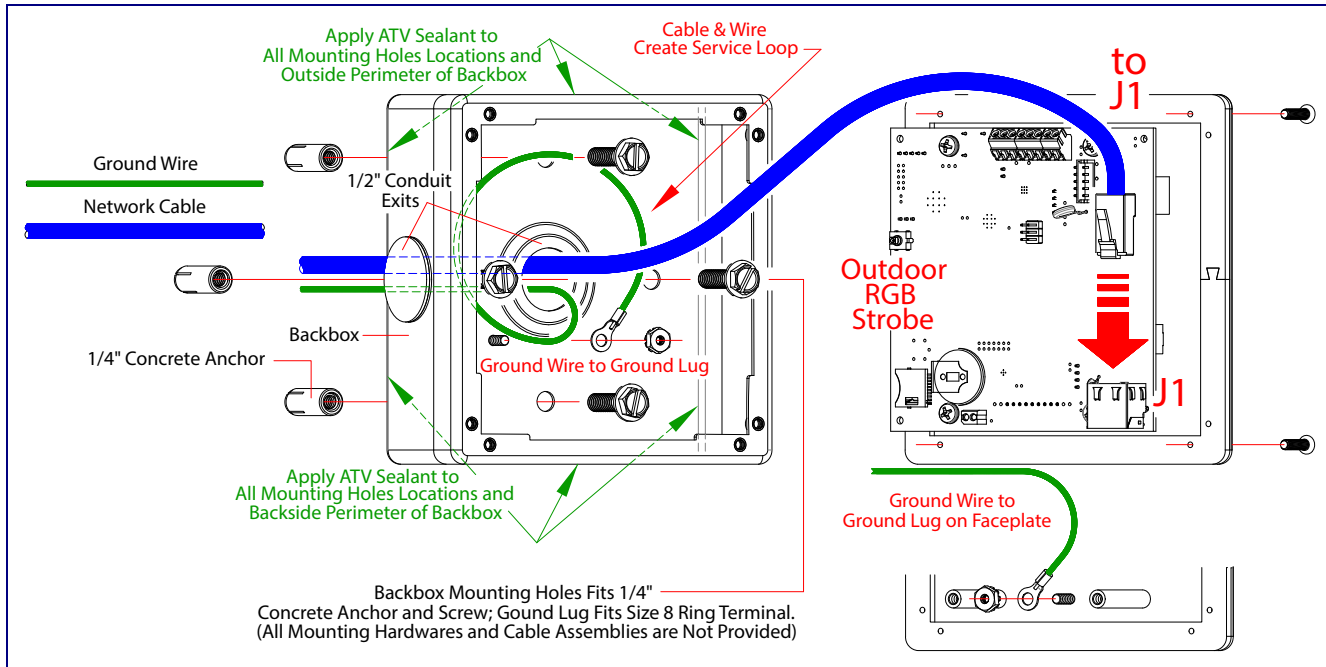 Apply ATV Sealant to
All Mounting Holes Locations and
Outside Perimeter of Backbox
Cable & Wire
Create Service Loop
to
J1
Ground Wire
Network Cable
1/2" Conduit
Exits
Outdoor
RGB
Strobe
Backbox
1/4" Concrete Anchor
Ground Wire to Ground Lug
J1
Apply ATV Sealant to
All Mounting Holes Locations and
Backside Perimeter of Backbox
Ground Wire to
Ground Lug on Faceplate
Backbox Mounting Holes Fits 1/4"
Concrete Anchor and Screw; Gound Lug Fits Size 8 Ring Terminal.
(All Mounting Hardwares and Cable Assemblies are Not Provided)